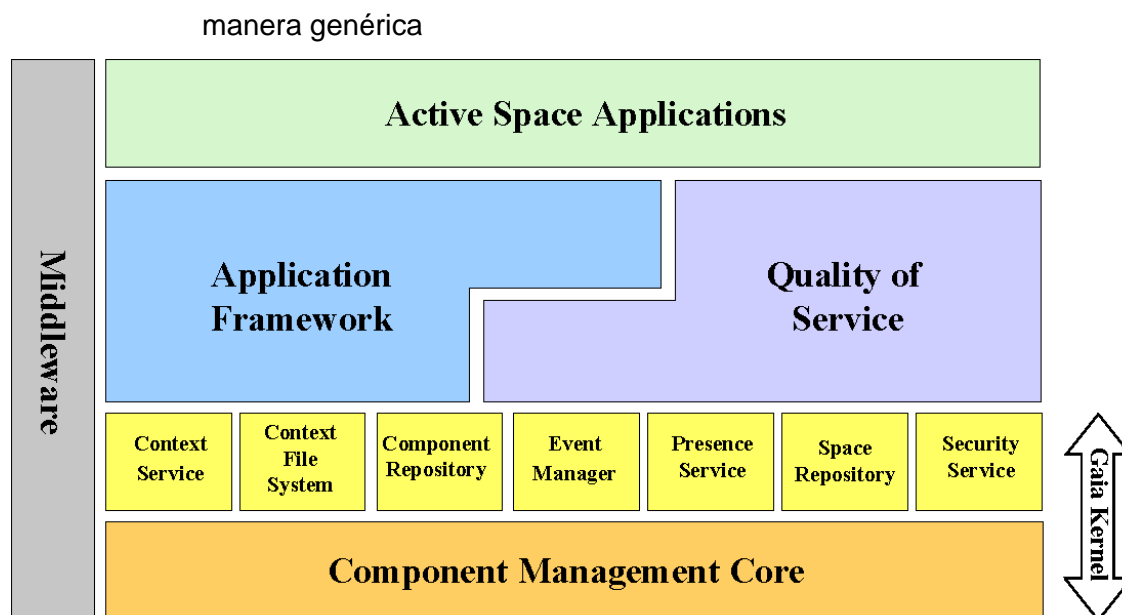 manera genérica
Middleware
Active Space Applications
Application
Framework
Quality of
Service
Context
Service
Context
File
System
Component
Repository
Event
Manager
Presence
Service
Space
Repository
Security
Service
Gaia Kernel
Component Management Core